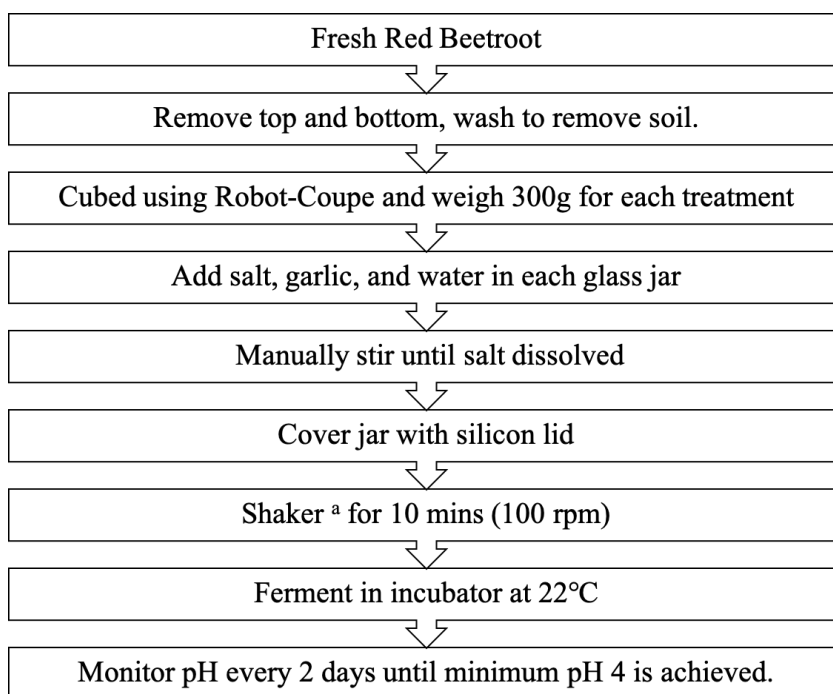 Fresh Red Beetroot
Remove top and bottom, wash to remove soil.
Cubed using Robot-Coupe and weigh 300g for each treatment
Add salt, garlic, and water in each glass jar
Manually stir until salt dissolved
Cover jar with silicon lid
Shaker ᵃ for 10 mins (100 rpm)
Ferment in incubator at 22℃
Monitor pH every 2 days until minimum pH 4 is achieved.